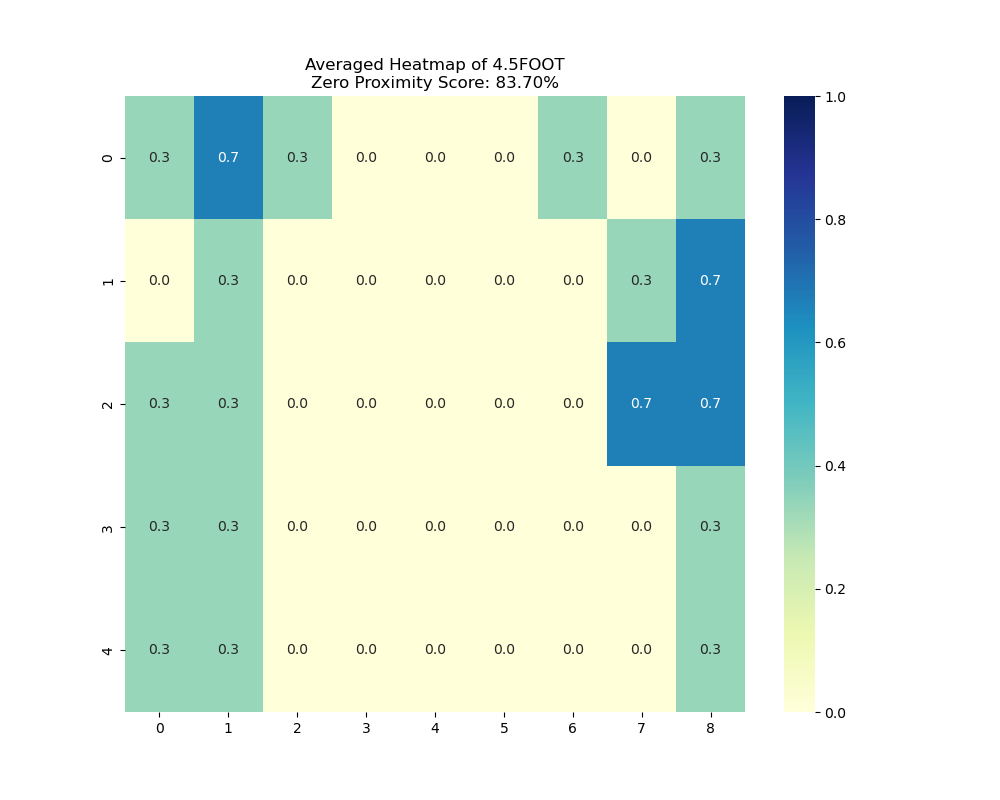 Averaged Heatmap of 4.5FOOT
Zero Proximity Score: 83.70%
1.0
0 0.3 0.7 0.3 0.0 0.0 0.0 0.3 0.0 0.3
0.8
1 0.0 0.3 0.0 0.0 0.0 0.0 0.0 0.3 0.7
0.6
2 0.3 0.3 0.0 0.0 0.0 0.0 0.0 0.7 0.7
0.4
3 0.3 0.3 0.0 0.0 0.0 0.0 0.0 0.0 0.3
0.2
4 0.3 0.3 0.0 0.0 0.0 0.0 0.0 0.0 0.3
0.0
0 1 2 3 4 5 6 7 8